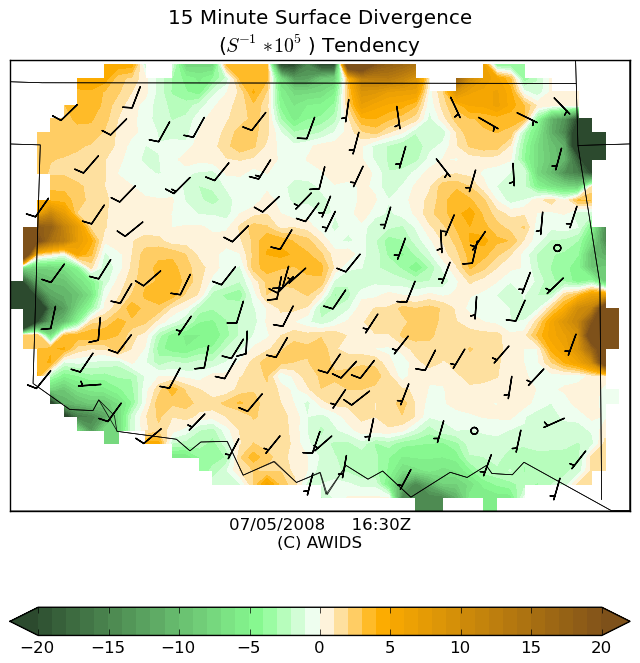 15 Minute Surface Divergence
(S⁻¹ * 10⁵ ) Tendency
07/05/2008 16:30Z
(C) AWIDS
−20 −15 −10 −5 0 5 10 15 20